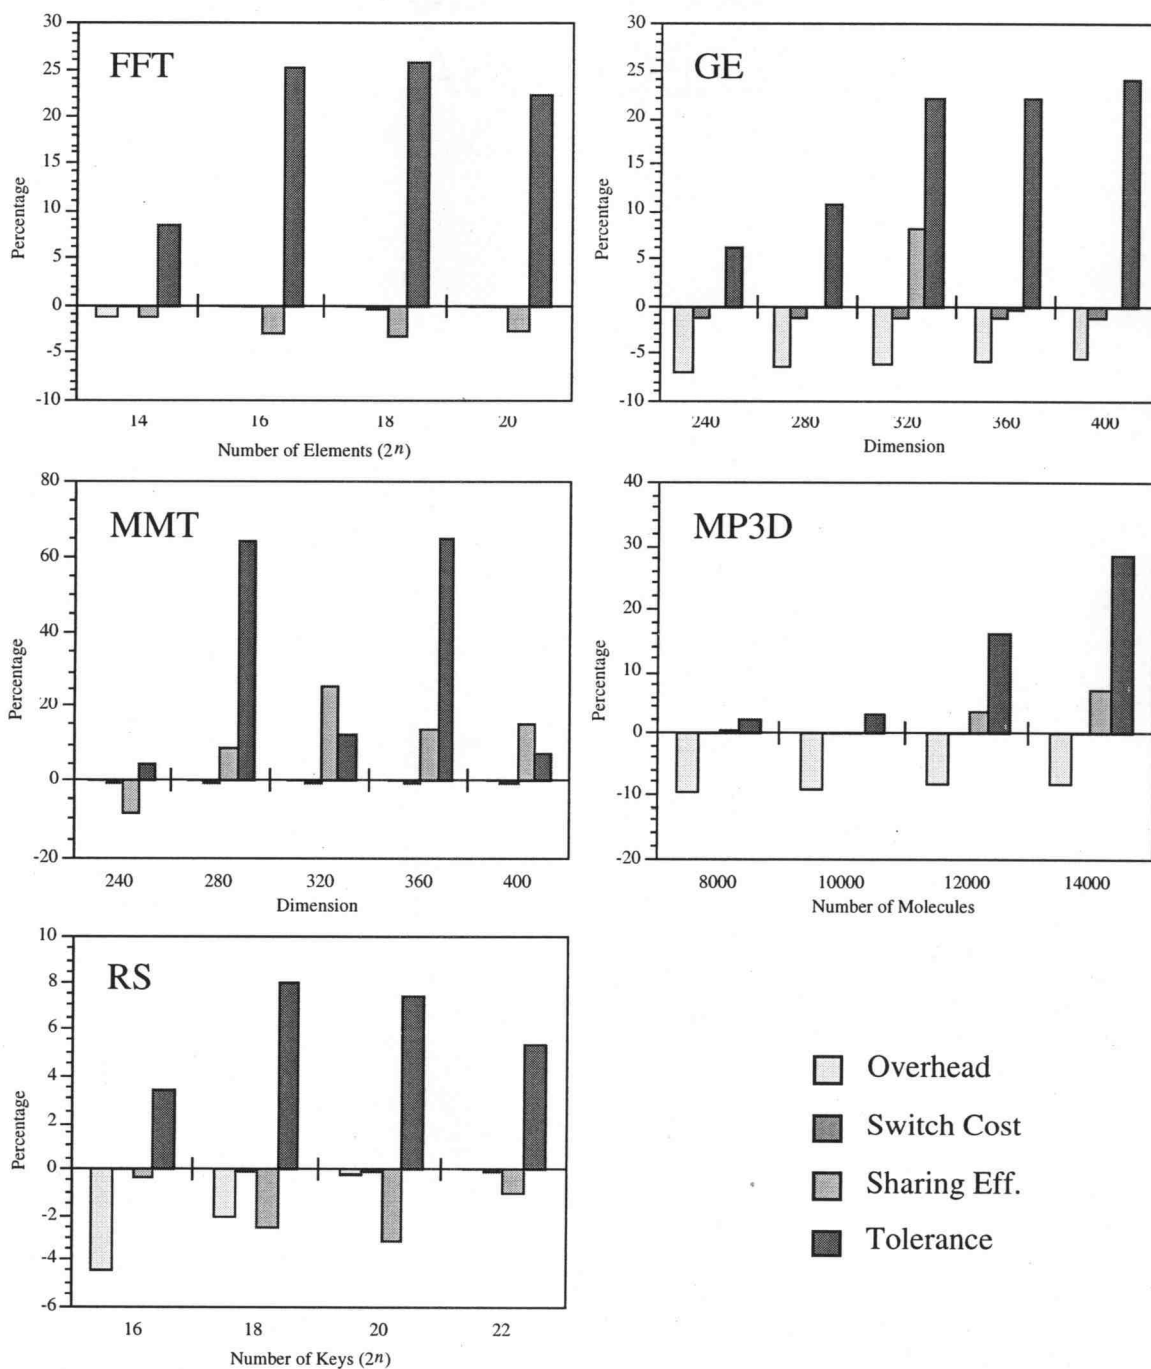 30
25
20
15
10
5
0
-5
-10
Percentage
FFT
14 16 18 20
Number of Elements (2n)
30
25
20
15
10
5
0
-5
-10
Percentage
GE
240 280 320 360 400
Dimension
80
60
40
20
0
-20
Percentage
MMT
240 280 320 360 400
Dimension
40
30
20
10
0
-10
-20
Percentage
MP3D
8000 10000 12000 14000
Number of Molecules
10
8
6
4
2
0
-2
-4
-6
Percentage
RS
16 18 20 22
Number of Keys (2n)
Overhead
Switch Cost
Sharing Eff.
Tolerance